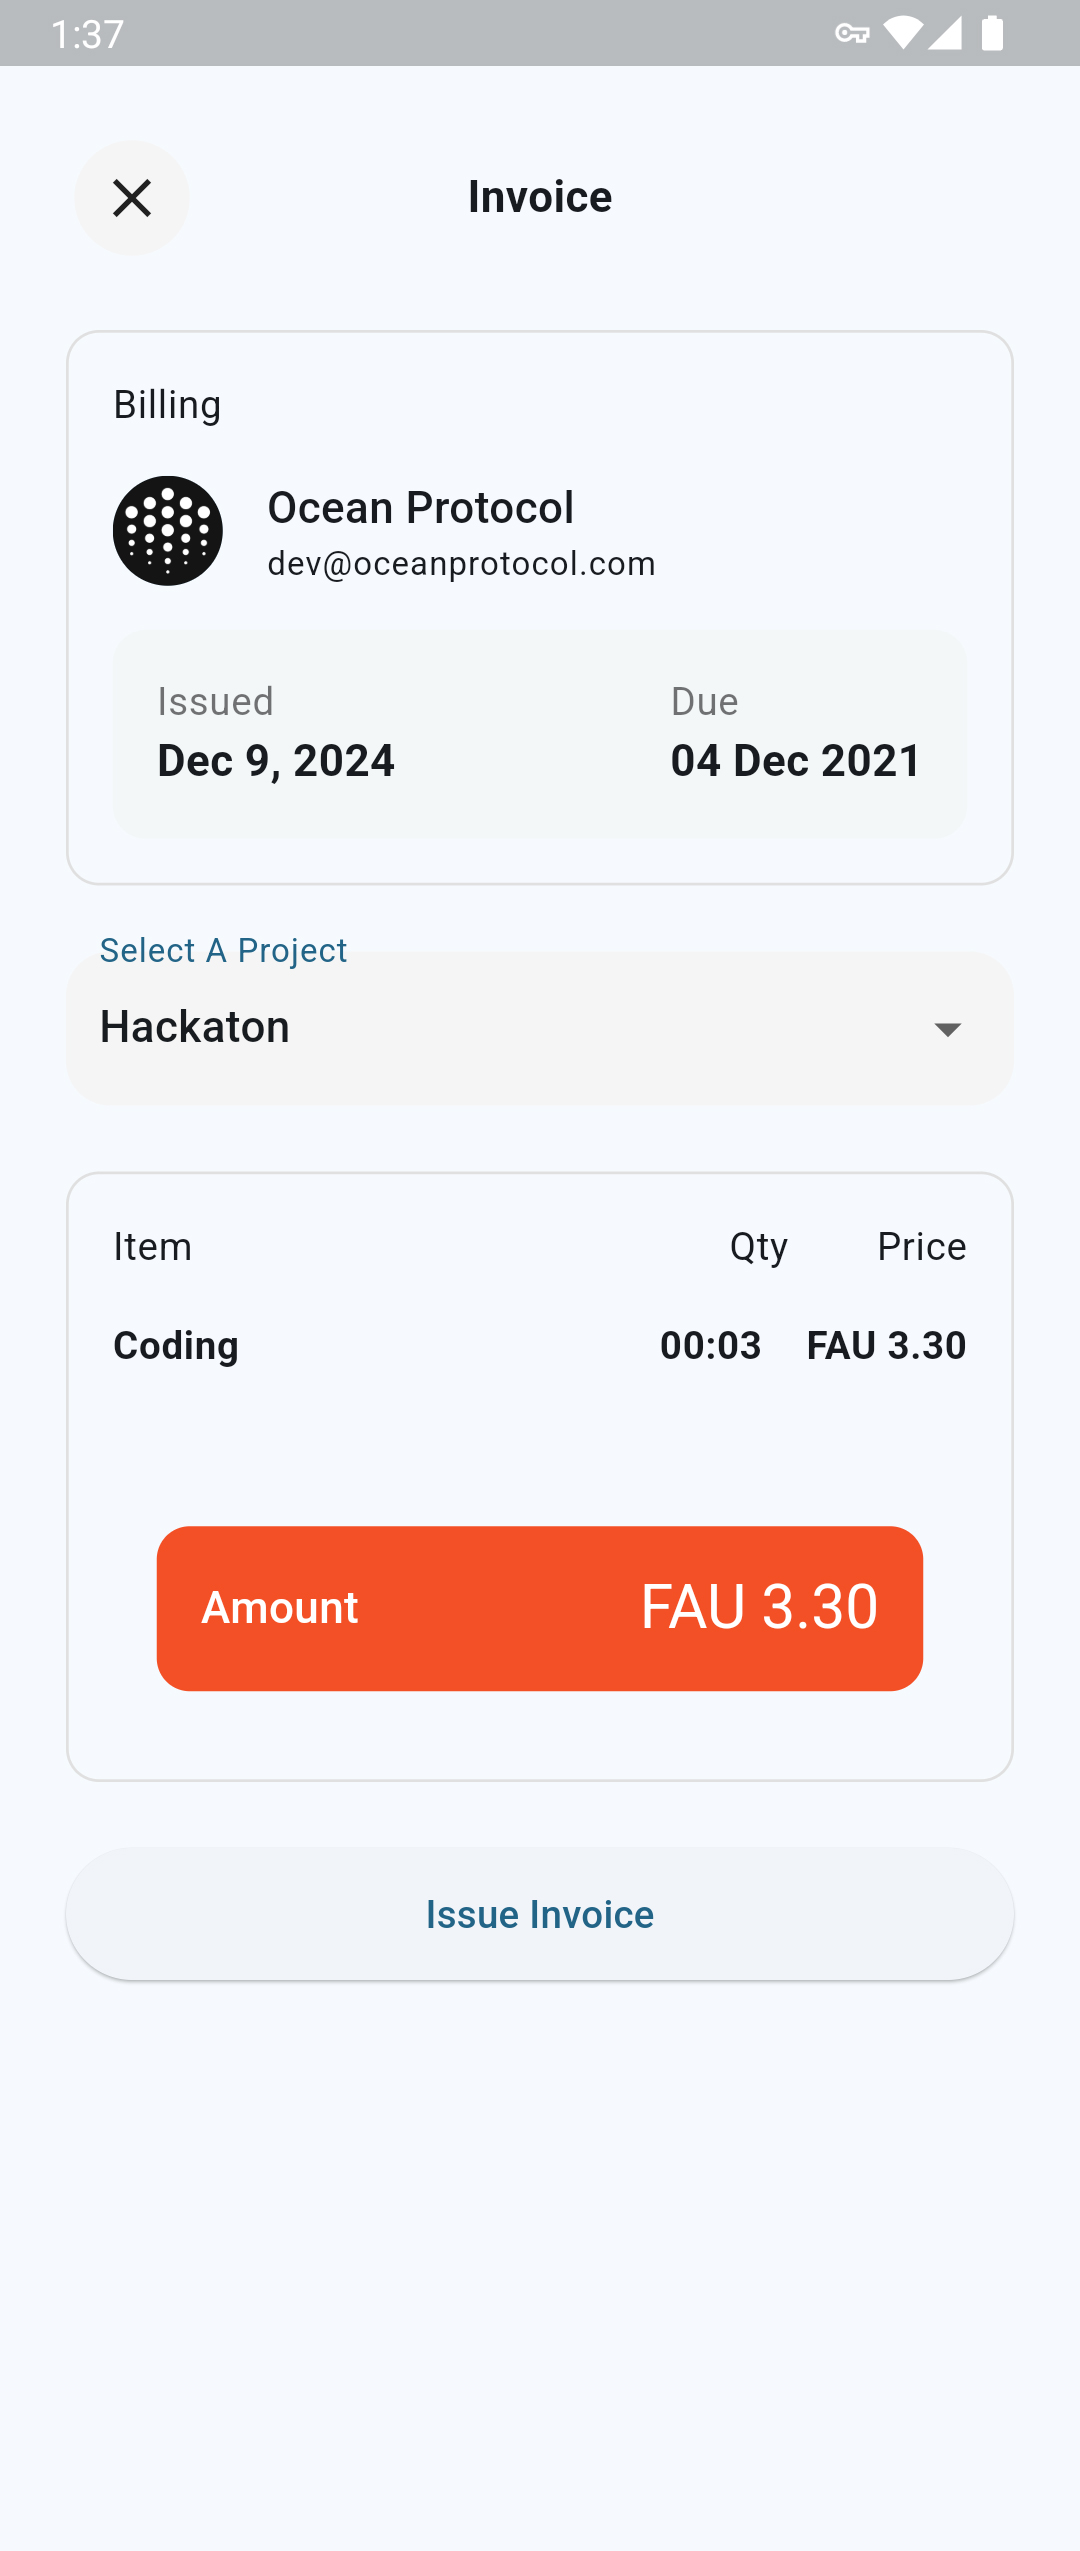 1:37
Invoice
Billing
Ocean Protocol
dev@oceanprotocol.com
Issued Due
Dec 9, 2024 04 Dec 2021
Select A Project
Hackaton
Item Qty Price
Coding 00:03 FAU 3.30
Amount FAU 3.30
Issue Invoice